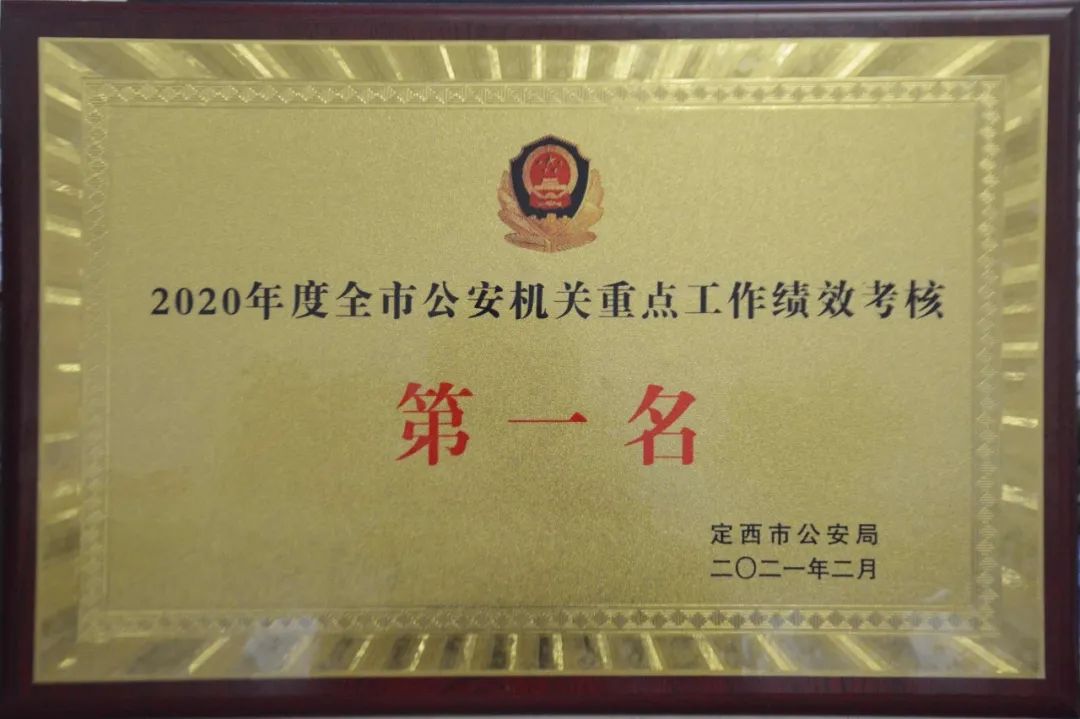 2020年度全市公安机关重点工作绩效考核
第一名
定西市公安局
二〇二一年二月